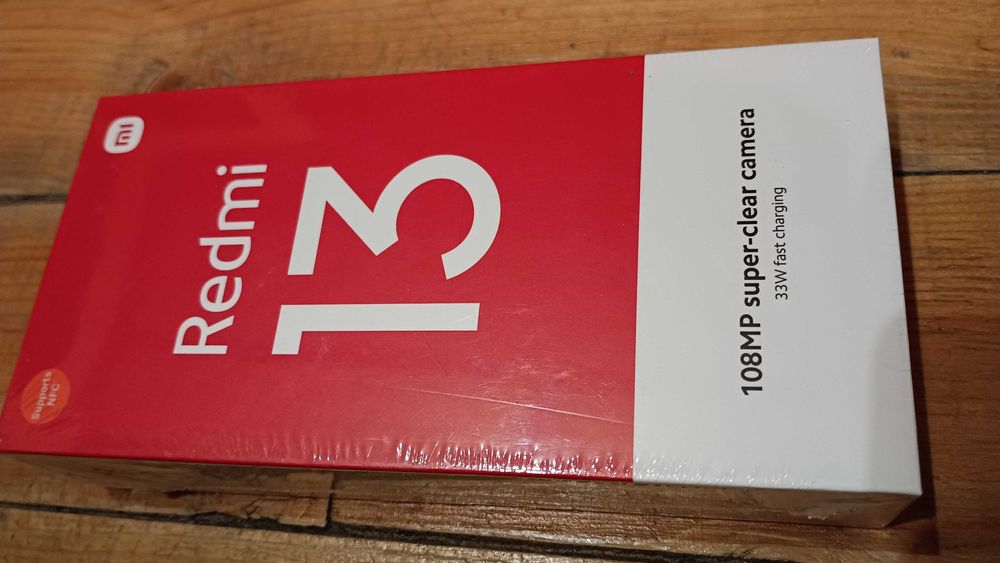 mi
Redmi
13
Supports
NFC
108MP super-clear camera
33W fast charging